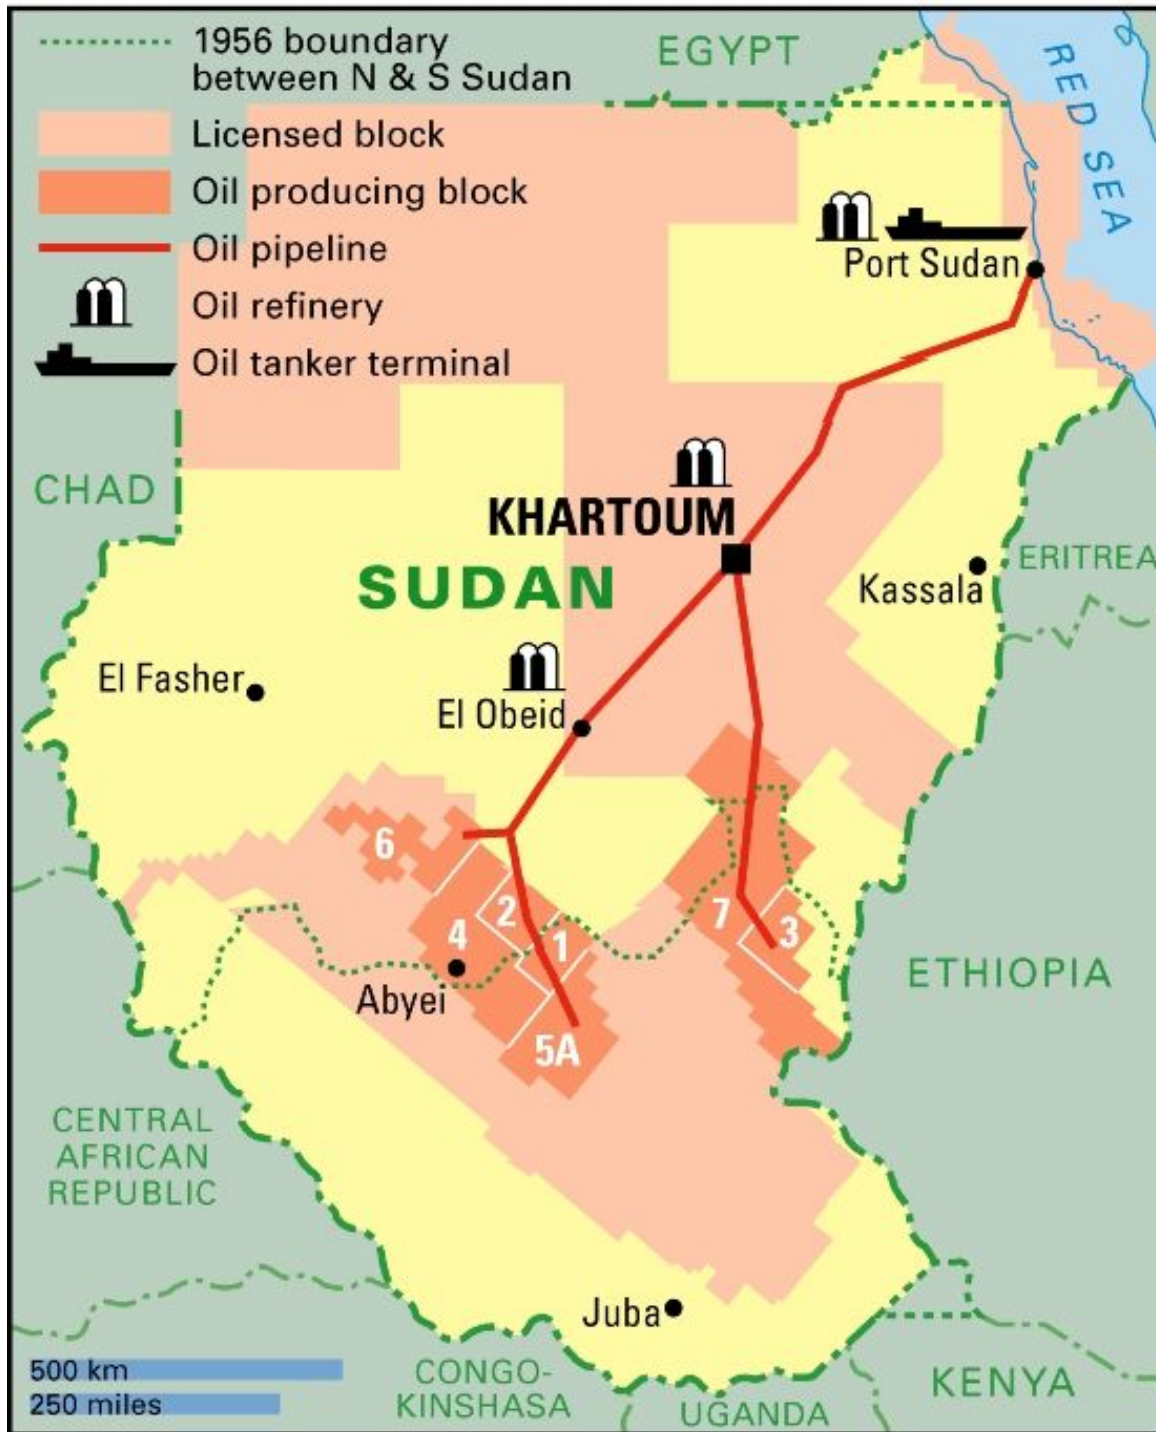 1956 boundary
between N & S Sudan
Licensed block
Oil producing block
Oil pipeline
Oil refinery
Oil tanker terminal
EGYPT
RED SEA
Port Sudan
CHAD
KHARTOUM
SUDAN
ERITREA
Kassala
El Fasher
El Obeid
6
2
4
1
7
3
Abyei
5A
ETHIOPIA
CENTRAL
AFRICAN
REPUBLIC
Juba
500 km
250 miles
CONGO-
KINSHASA
UGANDA
KENYA